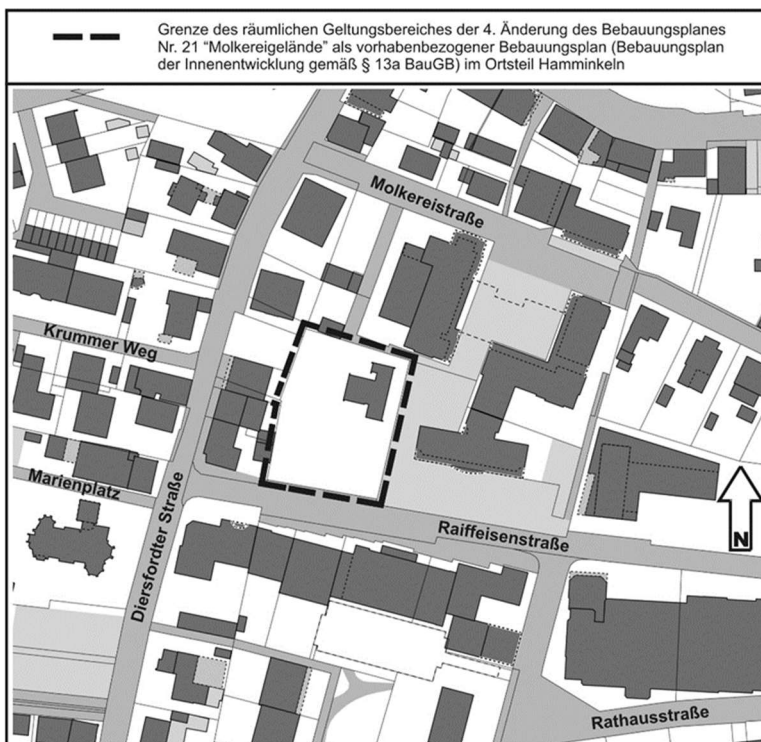 Grenze des räumlichen Geltungsbereiches der 4. Änderung des Bebauungsplanes
Nr. 21 "Molkereigelände" als vorhabenbezogener Bebauungsplan (Bebauungsplan
der Innenentwicklung gemäß § 13a BauGB) im Ortsteil Hamminkeln
Molkereistraße
Krummer Weg
Marienplatz
Diersfordter Straße
Raiffeisenstraße
N
Rathausstraße